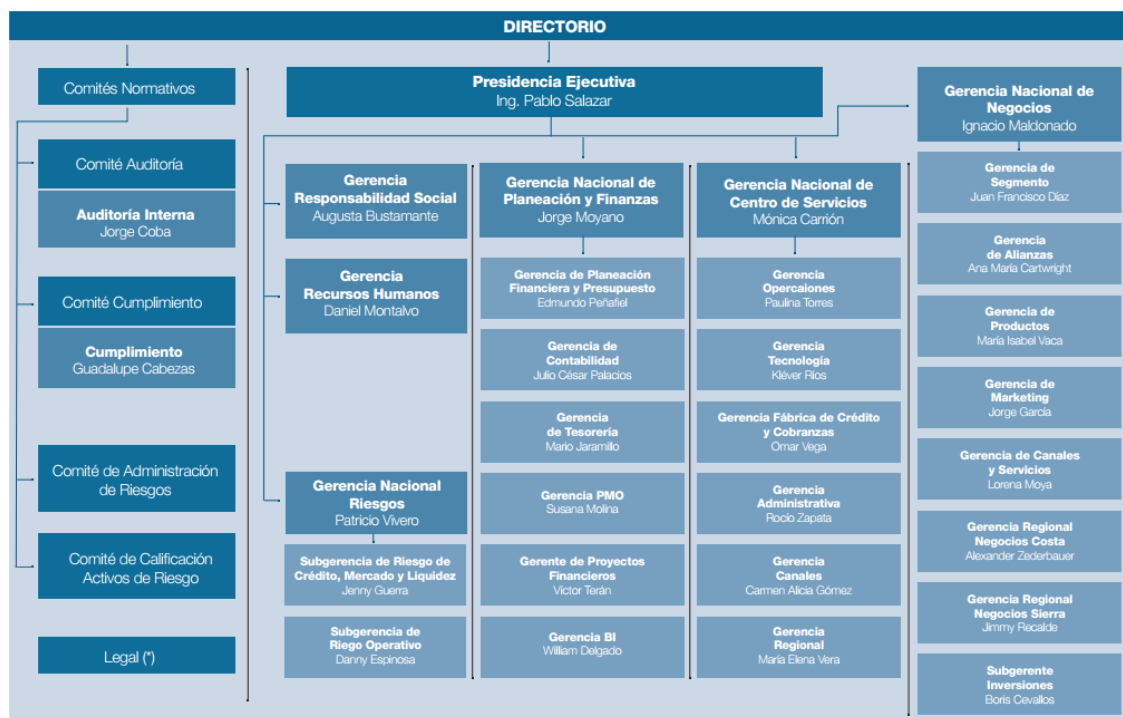 DIRECTORIO
Comités Normativos
Comité Auditoría
Auditoría Interna
Jorge Coba
Comité Cumplimiento
Cumplimiento
Guadalupe Cabezas
Comité de Administración
de Riesgos
Comité de Calificación
Activos de Riesgo
Legal (*)
Presidencia Ejecutiva
Ing. Pablo Salazar
Gerencia
Responsabilidad Social
Augusta Bustamante
Gerencia
Recursos Humanos
Daniel Montalvo
Gerencia Nacional
Riesgos
Patricio Vivero
Subgerencia de Riesgo de
Crédito, Mercado y Liquidez
Jenny Guerra
Subgerencia de
Riego Operativo
Danny Espinosa
Gerencia Nacional de
Planeación y Finanzas
Jorge Moyano
Gerencia de Planeación
Financiera y Presupuesto
Edmundo Peñafiel
Gerencia de
Contabilidad
Julio César Palacios
Gerencia
de Tesorería
Mario Jaramillo
Gerencia PMO
Susana Molina
Gerente de Proyectos
Financieros
Víctor Terán
Gerencia BI
William Delgado
Gerencia Nacional de
Centro de Servicios
Mónica Carrión
Gerencia
Opercaiones
Paulina Torres
Gerencia
Tecnología
Kléver Ríos
Gerencia Fábrica de Crédito
y Cobranzas
Omar Vega
Gerencia
Administrativa
Rocío Zapata
Gerencia
Canales
Carmen Alicia Gómez
Gerencia
Regional
María Elena Vera
Gerencia Nacional de
Negocios
Ignacio Maldonado
Gerencia de
Segmento
Juan Francisco Díaz
Gerencia
de Alianzas
Ana María Cartwright
Gerencia de
Productos
María Isabel Vaca
Gerencia de
Marketing
Jorge García
Gerencia de Canales
y Servicios
Lorena Moya
Gerencia Regional
Negocios Costa
Alexander Zederbauer
Gerencia Regional
Negocios Sierra
Jimmy Recalde
Subgerente
Inversiones
Boris Cevallos